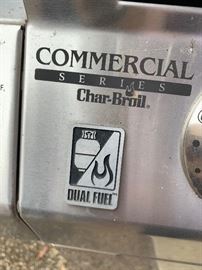 COMMERCIAL
SERIES
Char-Broil®
DUAL FUEL